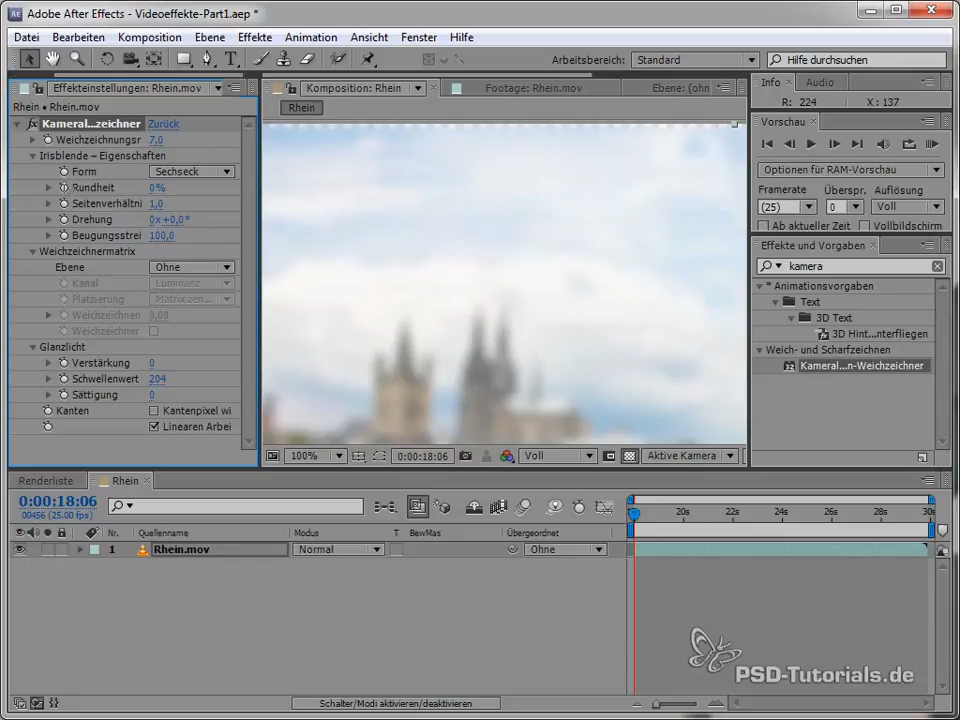 Adobe After Effects - Videoeffekte-Part1.aep *
Datei Bearbeiten Komposition Ebene Effekte Animation Ansicht Fenster Hilfe
Arbeitsbereich: Standard Hilfe durchsuchen
Effekteinstellungen: Rhein.mov Komposition: Rhein Footage: Rhein.mov Ebene: (ohn Info Audio
Rhein • Rhein.mov Rhein R: 224 X: 137
fx Kameral...zeichner Zurück Vorschau
Weichzeichnungsr 7,0
Irisblende – Eigenschaften
Form Sechseck Optionen für RAM-Vorschau
Rundheit 0% Framerate Überspr. Auflösung
Seitenverhältni 1,0 (25) 0 Voll
Drehung 0x+0,0° Ab aktueller Zeit Vollbildschirm
Beugungsstrei 100,0
Weichzeichnermatrix Effekte und Vorgaben
Ebene Ohne kamera
Kanal Luminanz * Animationsvorgaben
Platzierung Matrix zen... Text
Weichzeichnen 0,00 3D Text
Weichzeichner 3D Hint...nterfliegen
Glanzlicht Weich- und Scharfzeichnen
Verstärkung 0 Kameral...n-Weichzeichner
Schwellenwert 204
Sättigung 0
Kanten Kantenpixel wi
Linearen Arbei
100% 0:00:18:06 Voll Aktive Kamera
Renderliste Rhein
0:00:18:06
00456 (25.00 fps) 20s 22s 24s 26s 28s 30s
Nr. Quellenname Modus T BewMas Übergeordnet
1 Rhein.mov Normal Ohne
PSD-Tutorials.de
Schalter/Modi aktivieren/deaktivieren